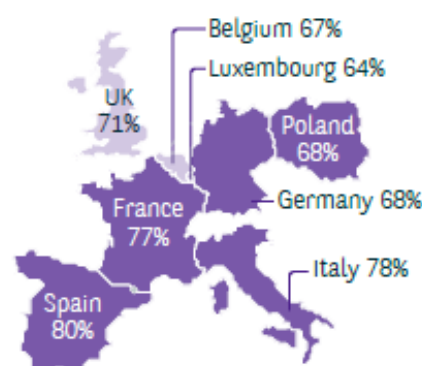 Belgium 67%
Luxembourg 64%
UK
71%
Poland
68%
France
77%
Germany 68%
Italy 78%
Spain
80%